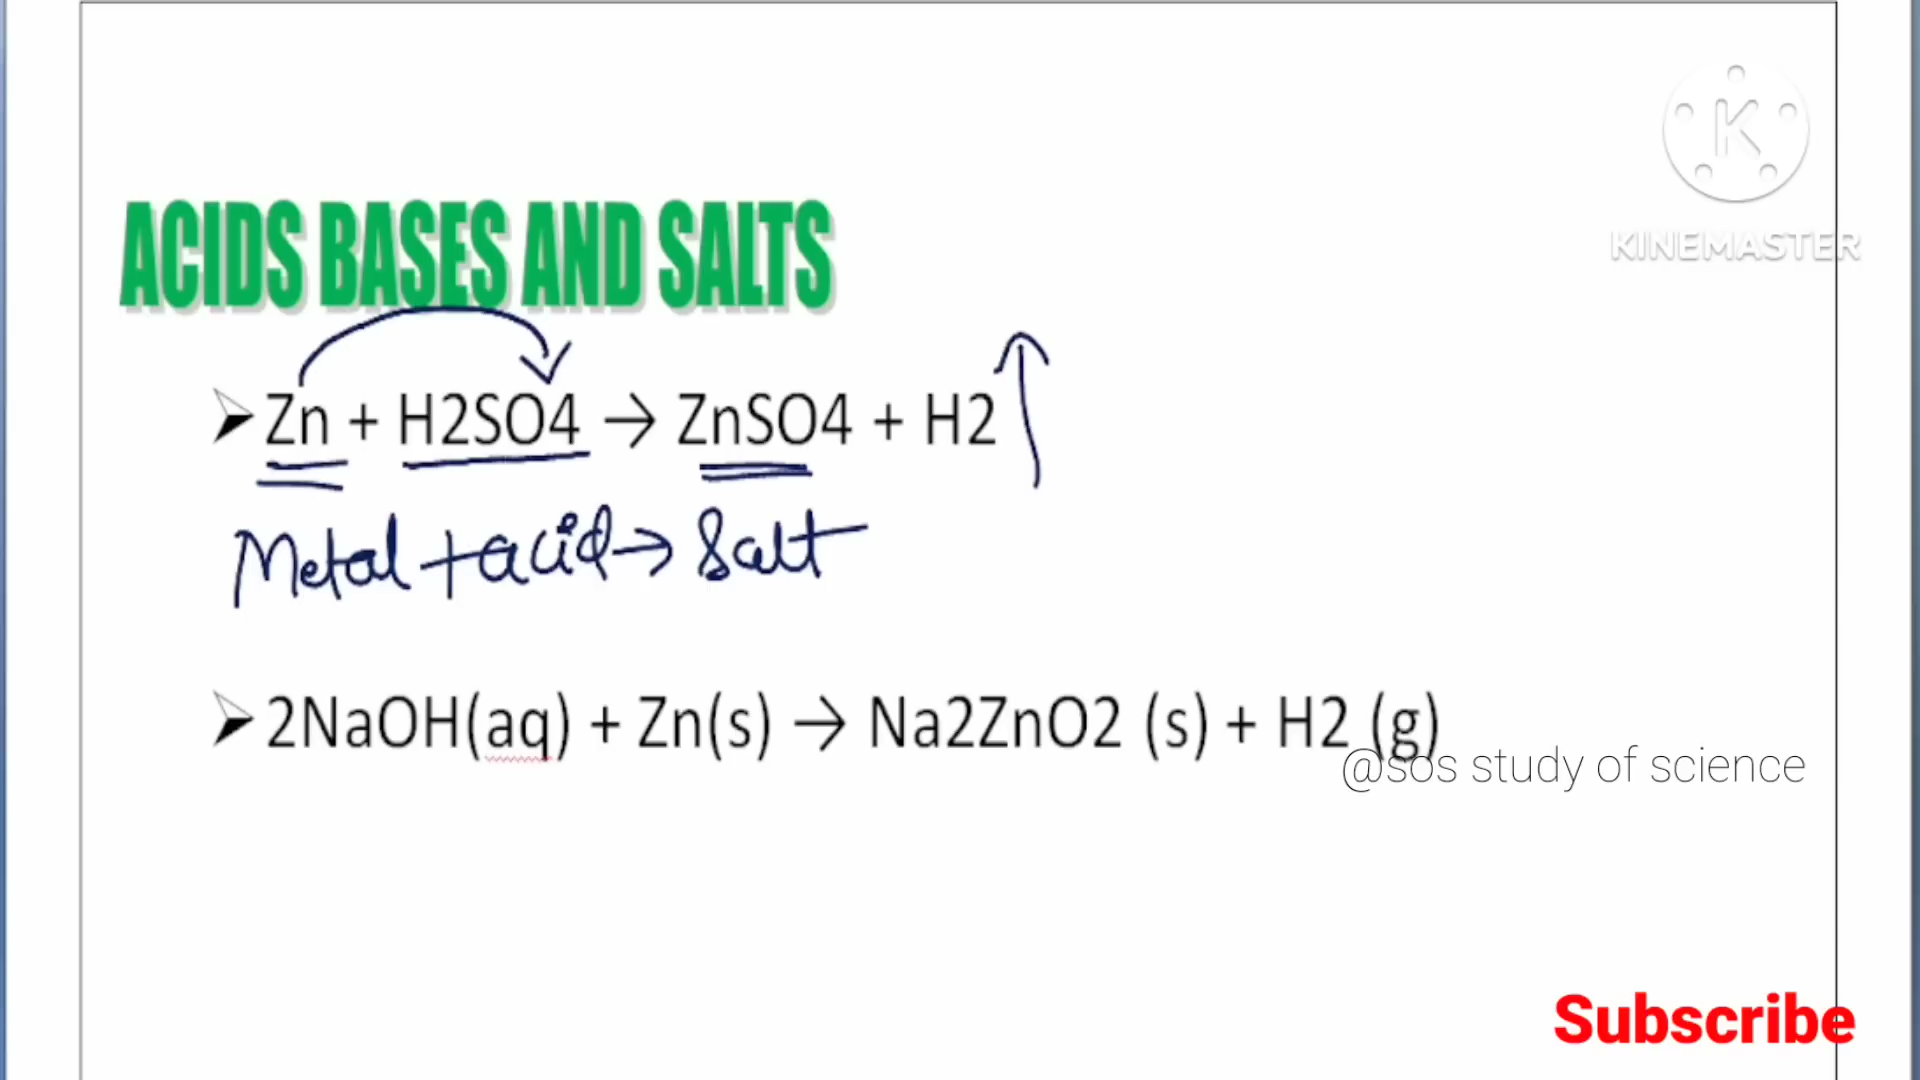 KINEMASTER
ACIDS BASES AND SALTS
Zn + H2SO4 → ZnSO4 + H2 ↑
Metal + acid → Salt
2NaOH(aq) + Zn(s) → Na2ZnO2 (s) + H2 (g)
@sos study of science
Subscribe